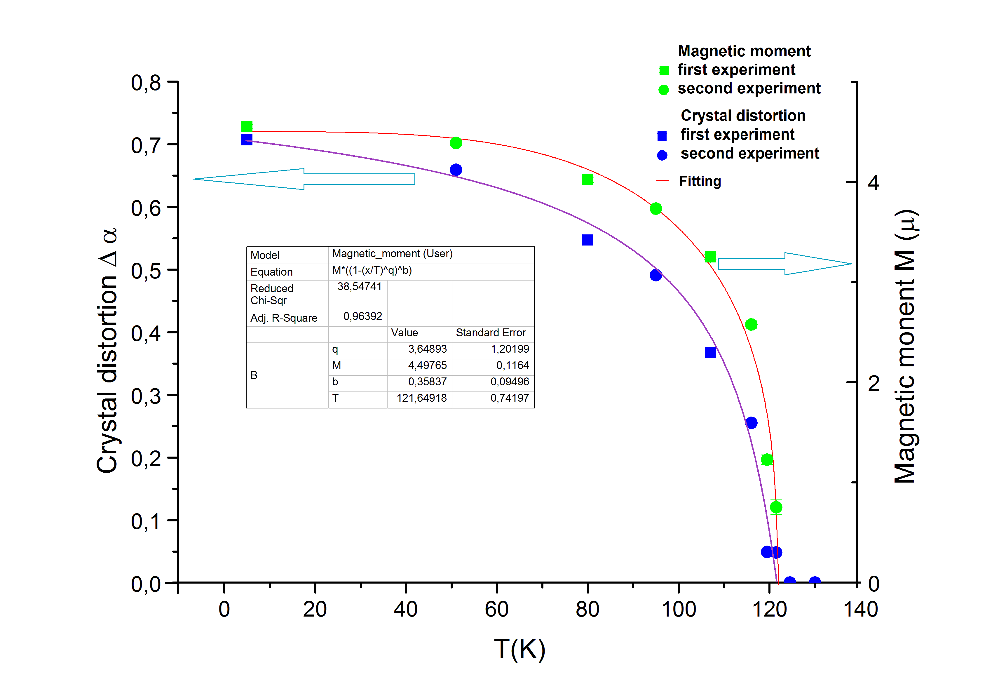 Magnetic moment
first experiment
second experiment
Crystal distortion
first experiment
second experiment
Fitting
0,8
0,7
0,6
0,5
0,4
0,3
0,2
0,1
0,0
Crystal distortion Δ α
Model Magnetic_moment (User)
Equation M*((1-(x/T)^q)^b)
Reduced Chi-Sqr 38,54741
Adj. R-Square 0,96392
Value Standard Error
B
q 3,64893 1,20199
M 4,49765 0,1164
b 0,35837 0,09496
T 121,64918 0,74197
4
2
0
Magnetic monent M (μ)
0 20 40 60 80 100 120 140
T(K)